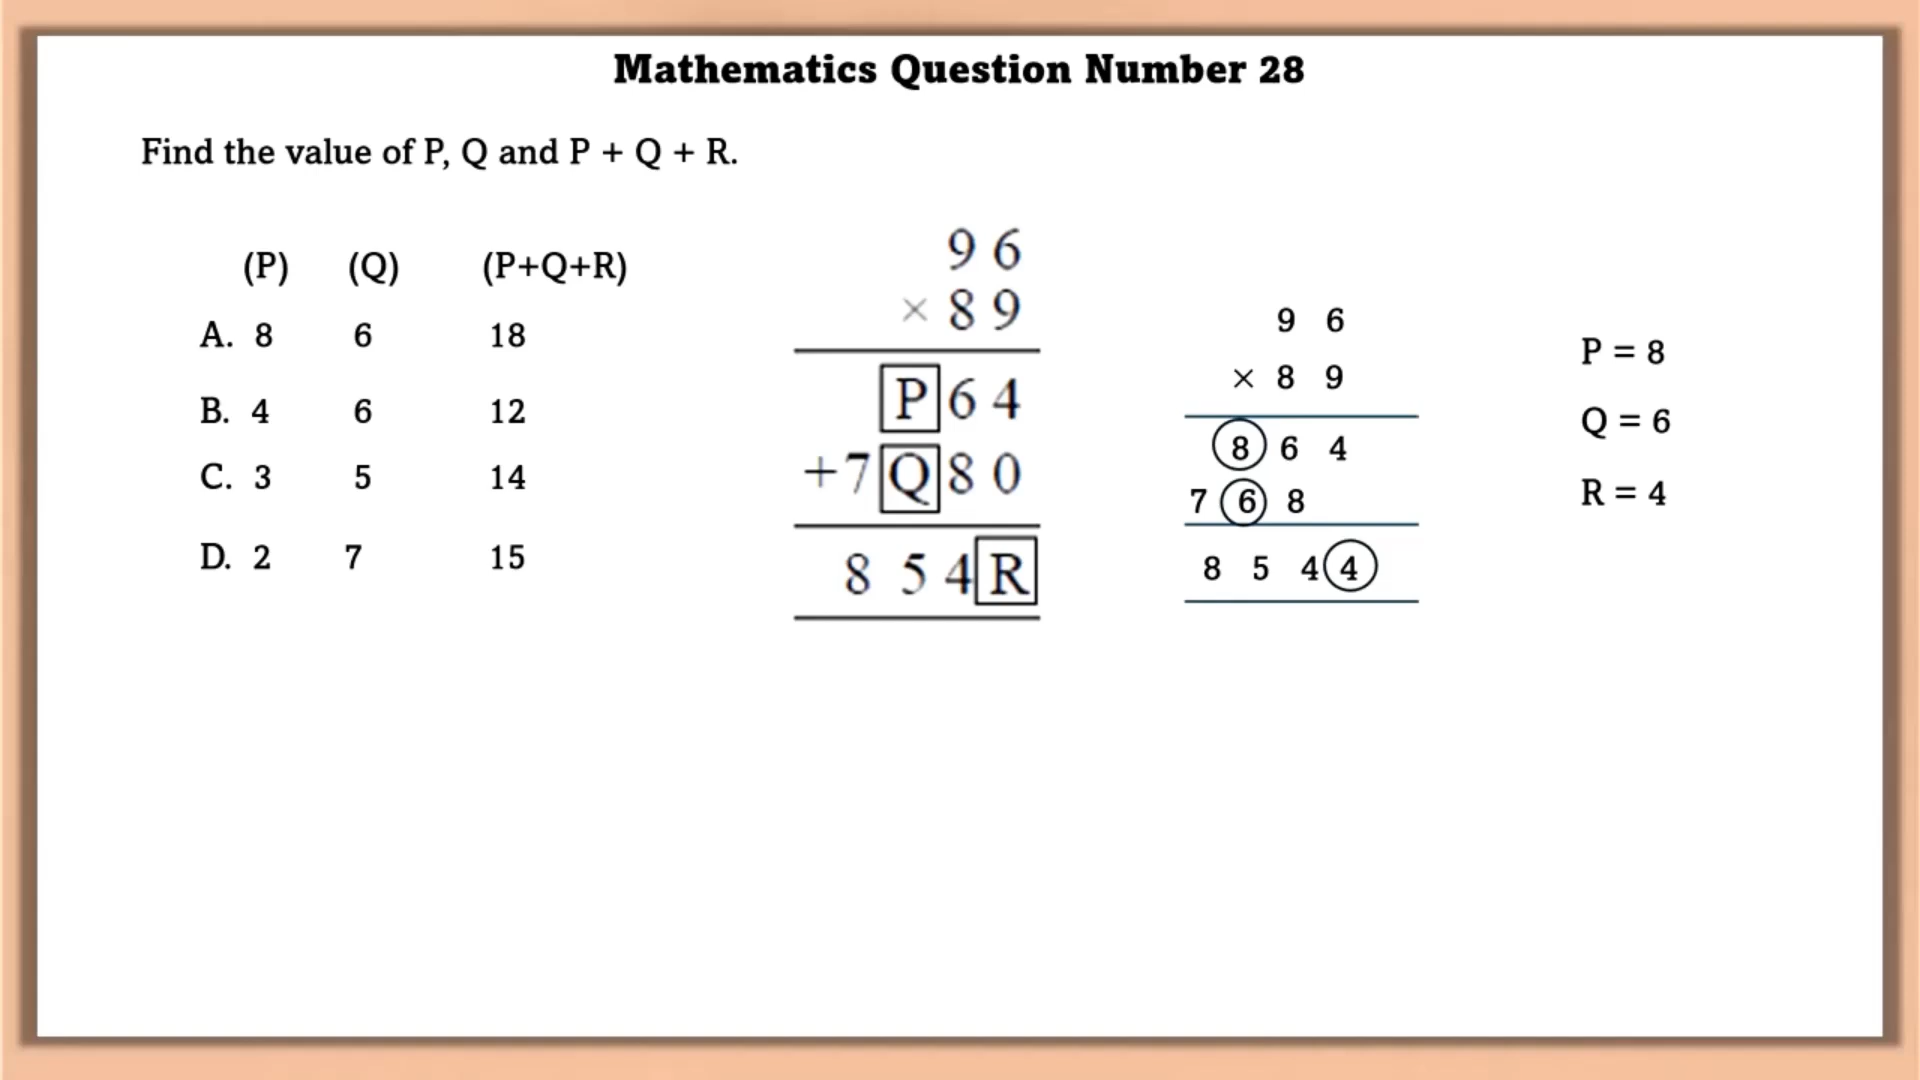 Mathematics Question Number 28
Find the value of P, Q and P + Q + R.
(P) (Q) (P+Q+R)
A. 8 6 18
B. 4 6 12
C. 3 5 14
D. 2 7 15
9 6
× 8 9
P 6 4
+7 Q 8 0
8 5 4 R
9 6
× 8 9
8 6 4
7 6 8
8 5 4 4
P = 8
Q = 6
R = 4